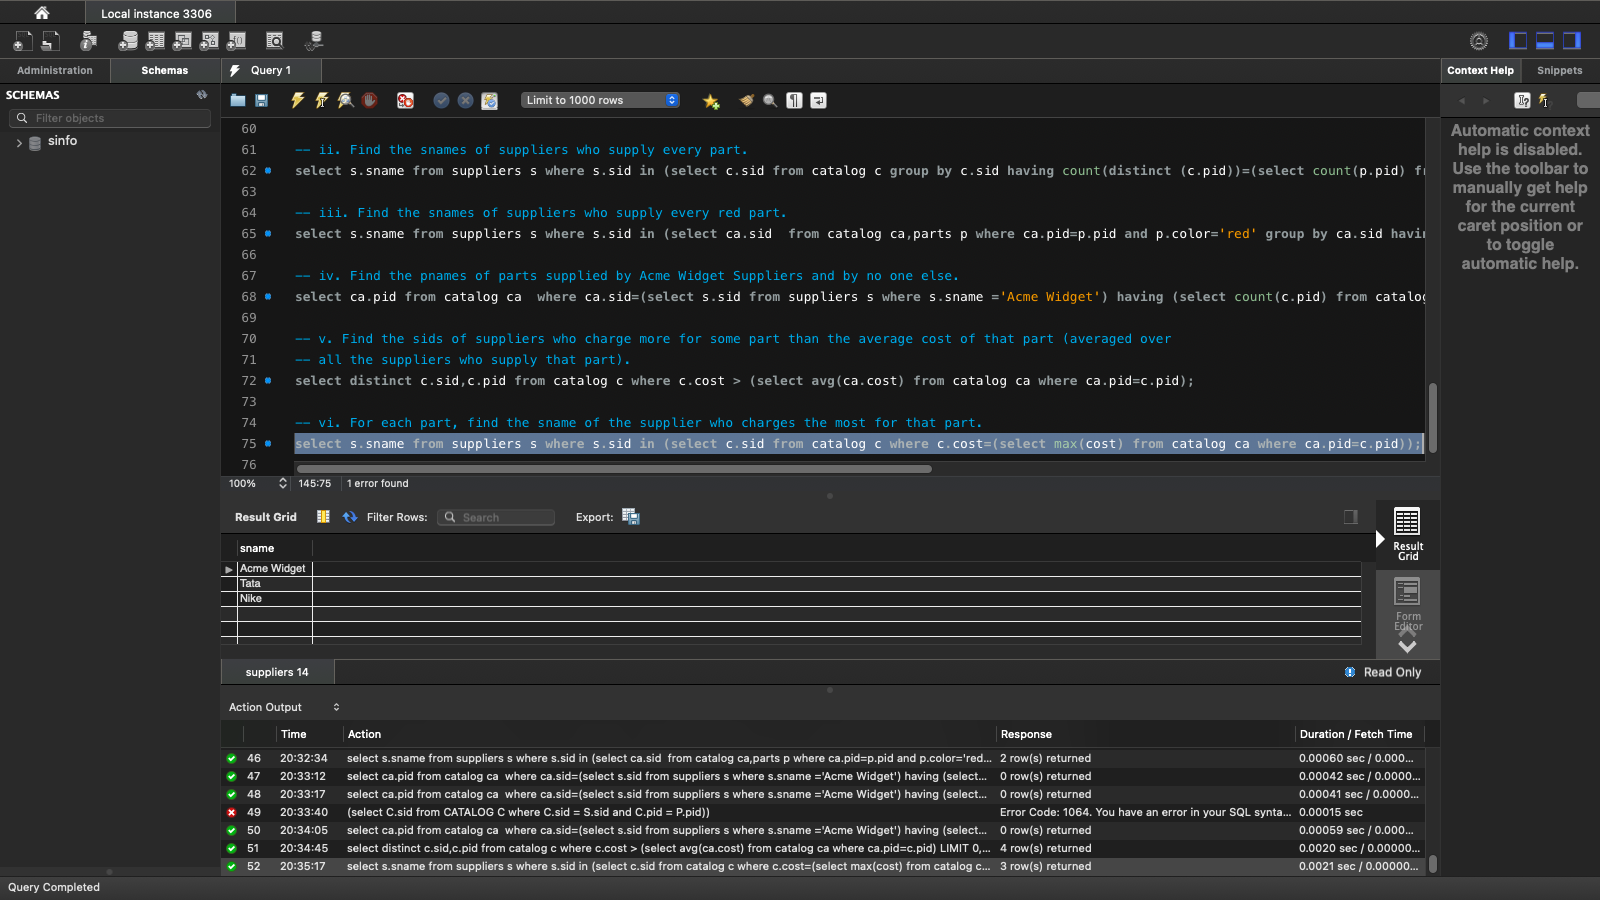 Local instance 3306
Administration Schemas Query 1 Context Help Snippets
SCHEMAS
Filter objects
sinfo
Limit to 1000 rows
Automatic context
help is disabled.
Use the toolbar to
manually get help
for the current
caret position or
to toggle
automatic help.
60
61 -- ii. Find the snames of suppliers who supply every part.
62 select s.sname from suppliers s where s.sid in (select c.sid from catalog c group by c.sid having count(distinct (c.pid))=(select count(p.pid) fr
63
64 -- iii. Find the snames of suppliers who supply every red part.
65 select s.sname from suppliers s where s.sid in (select ca.sid  from catalog ca,parts p where ca.pid=p.pid and p.color='red' group by ca.sid havin
66
67 -- iv. Find the pnames of parts supplied by Acme Widget Suppliers and by no one else.
68 select ca.pid from catalog ca  where ca.sid=(select s.sid from suppliers s where s.sname ='Acme Widget') having (select count(c.pid) from catalog
69
70 -- v. Find the sids of suppliers who charge more for some part than the average cost of that part (averaged over
71 -- all the suppliers who supply that part).
72 select distinct c.sid,c.pid from catalog c where c.cost > (select avg(ca.cost) from catalog ca where ca.pid=c.pid);
73
74 -- vi. For each part, find the sname of the supplier who charges the most for that part.
75 select s.sname from suppliers s where s.sid in (select c.sid from catalog c where c.cost=(select max(cost) from catalog ca where ca.pid=c.pid));
76
100% 145:75 1 error found
Result Grid Filter Rows: Search Export:
Result
Grid
Form
Editor
sname
Acme Widget
Tata
Nike
suppliers 14 Read Only
Action Output
Time Action Response Duration / Fetch Time
46 20:32:34 select s.sname from suppliers s where s.sid in (select ca.sid  from catalog ca,parts p where ca.pid=p.pid and p.color='red... 2 row(s) returned 0.00060 sec / 0.000...
47 20:33:12 select ca.pid from catalog ca  where ca.sid=(select s.sid from suppliers s where s.sname ='Acme Widget') having (select... 0 row(s) returned 0.00042 sec / 0.0000...
48 20:33:17 select ca.pid from catalog ca  where ca.sid=(select s.sid from suppliers s where s.sname ='Acme Widget') having (select... 0 row(s) returned 0.00041 sec / 0.0000...
49 20:33:40 (select C.sid from CATALOG C where C.sid = S.sid and C.pid = P.pid)) Error Code: 1064. You have an error in your SQL synta... 0.00015 sec
50 20:34:05 select ca.pid from catalog ca  where ca.sid=(select s.sid from suppliers s where s.sname ='Acme Widget') having (select... 0 row(s) returned 0.00059 sec / 0.000...
51 20:34:45 select distinct c.sid,c.pid from catalog c where c.cost > (select avg(ca.cost) from catalog ca where ca.pid=c.pid) LIMIT 0,... 4 row(s) returned 0.0020 sec / 0.00000...
52 20:35:17 select s.sname from suppliers s where s.sid in (select c.sid from catalog c where c.cost=(select max(cost) from catalog c... 3 row(s) returned 0.0021 sec / 0.00000...
Query Completed